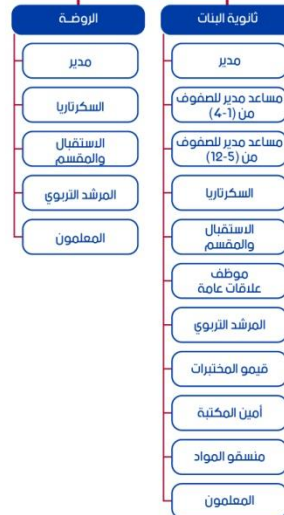 ثانوية البنات
مدير
مساعد مدير للصفوف
من (1-4)
مساعد مدير للصفوف
من (5-12)
السكرتاريا
الاستقبال
والمقسم
موظف
علاقات عامة
المرشد التربوي
قيمو المختبرات
أمين المكتبة
منسقو المواد
المعلمون
الروضة
مدير
السكرتاريا
الاستقبال
والمقسم
المرشد التربوي
المعلمون